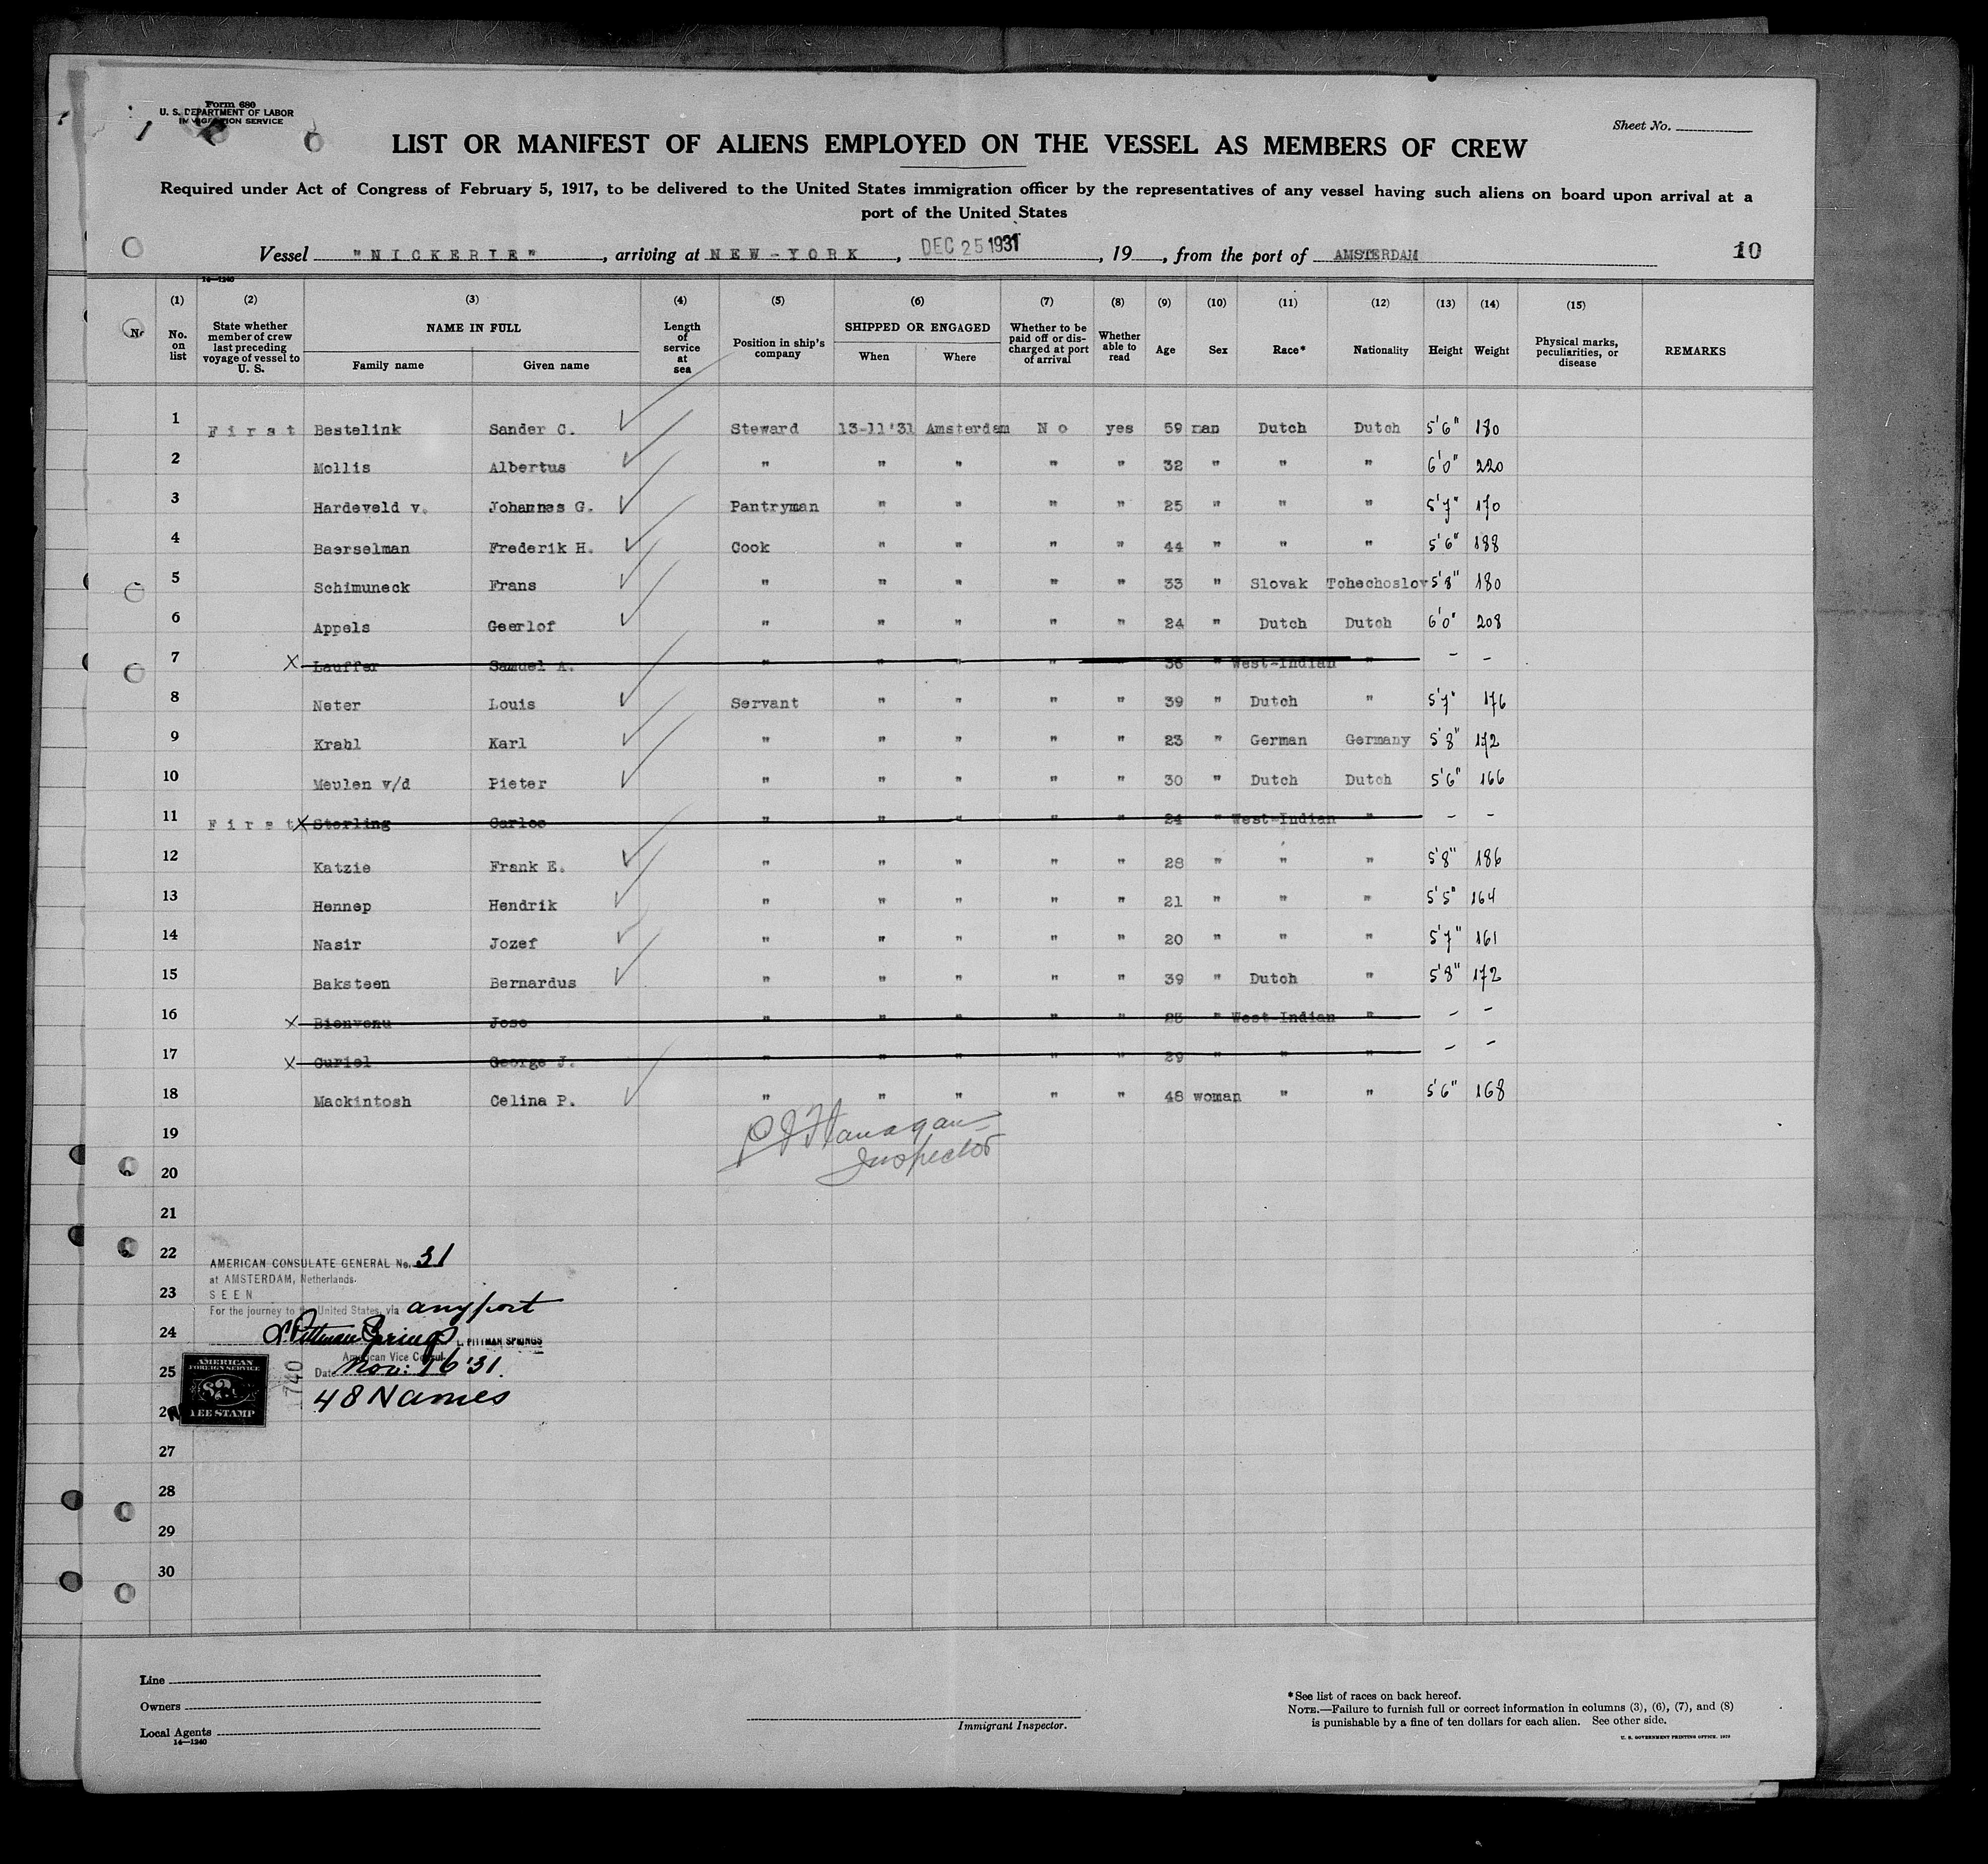 Form 680
U. S. DEPARTMENT OF LABOR
IMMIGRATION SERVICE
Sheet No.
LIST OR MANIFEST OF ALIENS EMPLOYED ON THE VESSEL AS MEMBERS OF CREW
Required under Act of Congress of February 5, 1917, to be delivered to the United States immigration officer by the representatives of any vessel having such aliens on board upon arrival at a
port of the United States
Vessel "NICKERIE", arriving at NEW-YORK, DEC 25 1931, 19, from the port of AMSTERDAM 10
14—1240
(1) (2) (3) (4) (5) (6) (7) (8) (9) (10) (11) (12) (13) (14) (15)
No. on list State whether member of crew last preceding voyage of vessel to U. S. NAME IN FULL Family name Given name Length of service at sea Position in ship's company SHIPPED OR ENGAGED When Where Whether to be paid off or discharged at port of arrival Whether able to read Age Sex Race* Nationality Height Weight Physical marks, peculiarities, or disease REMARKS
1 First Bestelink Sander C. Steward 13-11'31 Amsterdam No yes 59 man Dutch Dutch 5'6" 180
2 Mollis Albertus " " " " " 32 " " " 6'0" 220
3 Hardeveld v. Johannes G. Pantryman " " " " 25 " " " 5'7" 170
4 Baerselman Frederik H. Cook " " " " 44 " " " 5'6" 188
5 Schimuneck Frans " " " " " 33 " Slovak Tchechoslov 5'8" 180
6 Appels Geerlof " " " " " 24 " Dutch Dutch 6'0" 208
7 X Lauffer Samuel A. " " " " " 36 " West-Indian " - -
8 Neter Louis Servant " " " " 39 " Dutch " 5'7" 176
9 Krahl Karl " " " " " 23 " German Germany 5'8" 172
10 Meulen v/d Pieter " " " " " 30 " Dutch Dutch 5'6" 166
11 First X Sterling Carlos " " " " " 24 " West-Indian " - -
12 Katzie Frank E. " " " " " 28 " " " 5'8" 186
13 Hennep Hendrik " " " " " 21 " " " 5'5" 164
14 Nasir Jozef " " " " " 20 " " " 5'7" 161
15 Baksteen Bernardus " " " " " 39 " Dutch " 5'8" 172
16 X Bienvenu Jose " " " " " 25 " West-Indian " - -
17 X Curiel George J. " " " " " 29 " " " - -
18 Mackintosh Celina P. " " " " " 48 woman " " 5'6" 168
19
20
21
22
23
24
25
27
28
29
30
P J Flanagan
Inspector
AMERICAN CONSULATE GENERAL No. 31
at AMSTERDAM, Netherlands.
SEEN
For the journey to the United States, via any port
L. Pittman Springs L. PITTMAN SPRINGS
American Vice Consul.
Date Nov: 16 '31.
48 Names
AMERICAN
FOREIGN SERVICE
FEE STAMP
740
Line
Owners
Local Agents
14—1240
Immigrant Inspector.
*See list of races on back hereof.
NOTE.—Failure to furnish full or correct information in columns (3), (6), (7), and (8)
is punishable by a fine of ten dollars for each alien. See other side.
U. S. GOVERNMENT PRINTING OFFICE